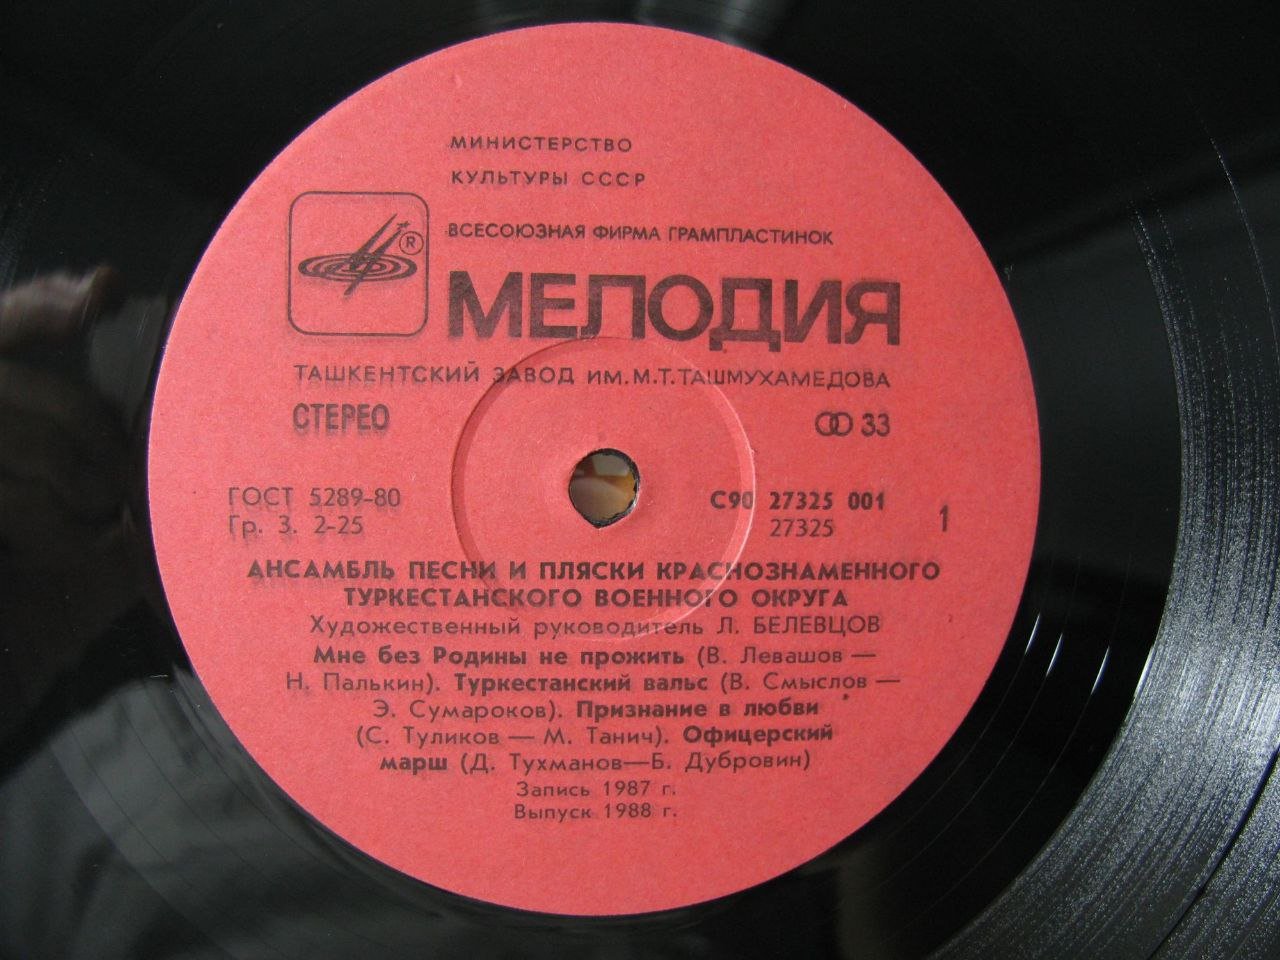 МИНИСТЕРСТВО
КУЛЬТУРЫ СССР
®
ВСЕСОЮЗНАЯ ФИРМА ГРАМПЛАСТИНОК
МЕЛОДИЯ
ТАШКЕНТСКИЙ ЗАВОД ИМ. М. Т. ТАШМУХАМЕДОВА
СТЕРЕО
33
ГОСТ 5289-80
Гр. 3. 2-25
С90 27325 001
27325
1
АНСАМБЛЬ ПЕСНИ И ПЛЯСКИ КРАСНОЗНАМЕННОГО
ТУРКЕСТАНСКОГО ВОЕННОГО ОКРУГА
Художественный руководитель Л. БЕЛЕВЦОВ
Мне без Родины не прожить (В. Левашов —
Н. Палькин). Туркестанский вальс (В. Смыслов —
Э. Сумароков). Признание в любви
(С. Туликов — М. Танич). Офицерский
марш (Д. Тухманов—Б. Дубровин)
Запись 1987 г.
Выпуск 1988 г.